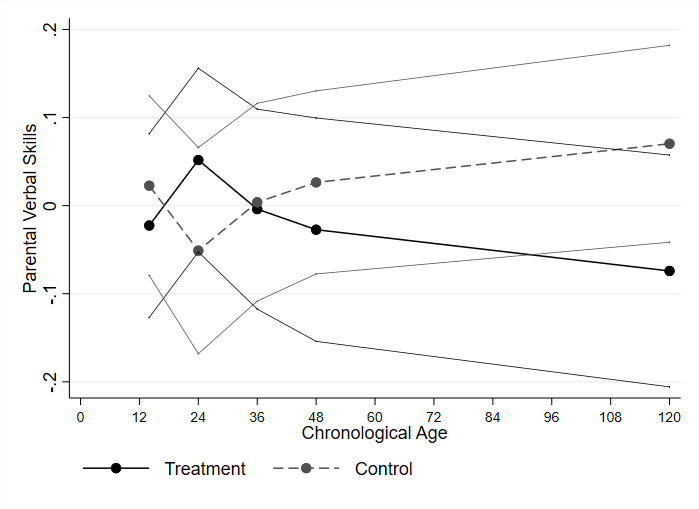 .2
.1
0
-.1
-.2
Parental Verbal Skills
0 12 24 36 48 60 72 84 96 108 120
Chronological Age
Treatment Control